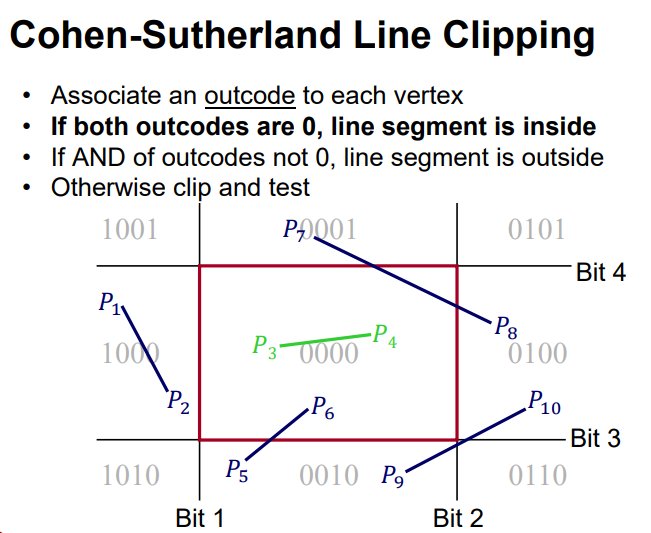 Cohen-Sutherland Line Clipping
• Associate an outcode to each vertex
• If both outcodes are 0, line segment is inside
• If AND of outcodes not 0, line segment is outside
• Otherwise clip and test
1001 P7 0001 0101
Bit 4
P1
P8
P3 P4
1000 0000 0100
P2 P6 P10
Bit 3
1010 P5 0010 P9 0110
Bit 1 Bit 2